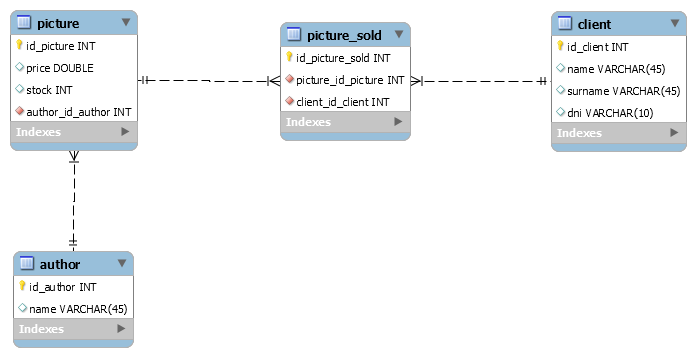 picture
id_picture INT
price DOUBLE
stock INT
author_id_author INT
Indexes
picture_sold
id_picture_sold INT
picture_id_picture INT
client_id_client INT
Indexes
client
id_client INT
name VARCHAR(45)
surname VARCHAR(45)
dni VARCHAR(10)
Indexes
author
id_author INT
name VARCHAR(45)
Indexes